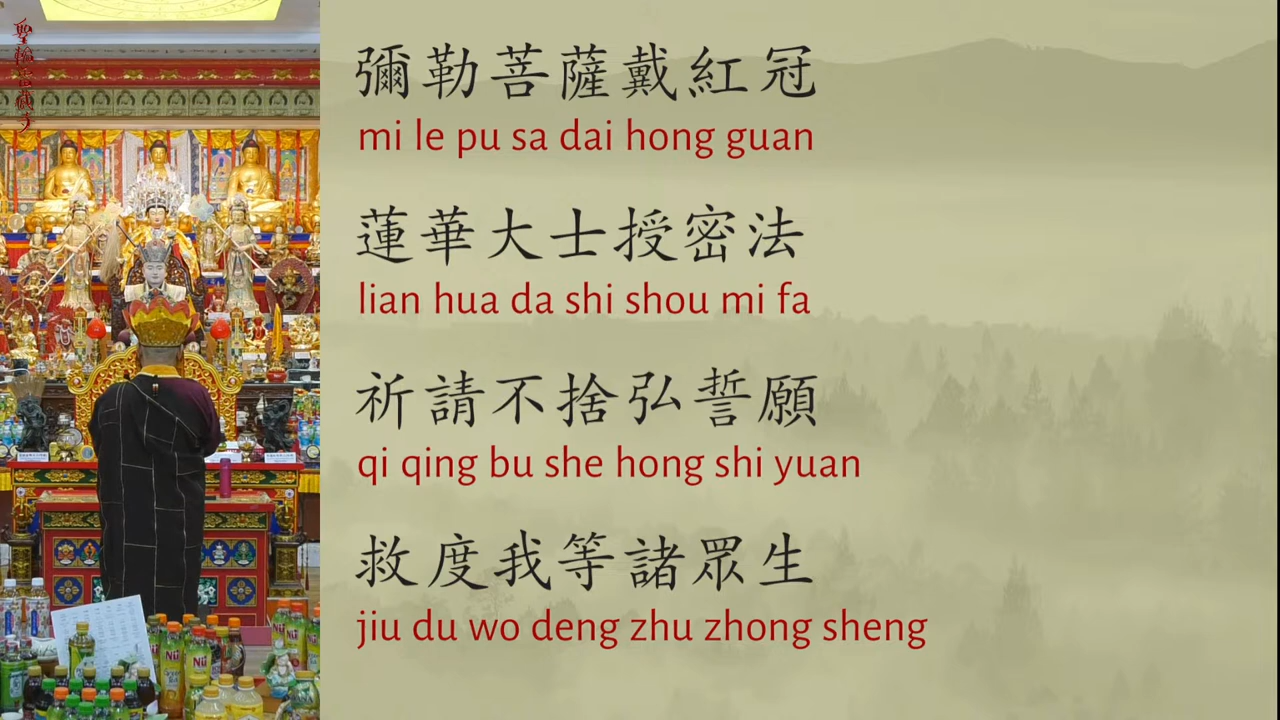 彌勒菩薩戴紅冠
mi le pu sa dai hong guan
蓮華大士授密法
lian hua da shi shou mi fa
祈請不捨弘誓願
qi qing bu she hong shi yuan
救度我等諸眾生
jiu du wo deng zhu zhong sheng
Nü